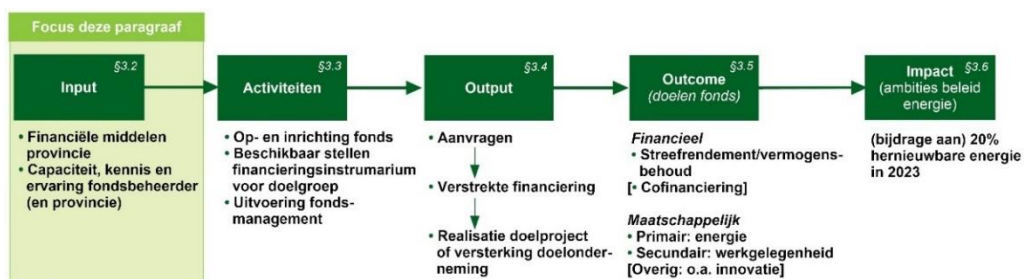 Focus deze paragraaf
§3.2
Input
• Financiële middelen
provincie
• Capaciteit, kennis en
ervaring fondsbeheerder
(en provincie)
§3.3
Activiteiten
• Op- en inrichting fonds
• Beschikbaar stellen
financieringsinstrumarium
voor doelgroep
• Uitvoering fonds-
management
§3.4
Output
• Aanvragen
• Verstrekte financiering
• Realisatie doelproject
of versterking doelonder-
neming
§3.5
Outcome
(doelen fonds)
Financieel
• Streefrendement/vermogens-
behoud
[• Cofinanciering]
Maatschappelijk
• Primair: energie
• Secundair: werkgelegenheid
[Overig: o.a. innovatie]
§3.6
Impact
(ambities beleid
energie)
(bijdrage aan) 20%
hernieuwbare energie
in 2023